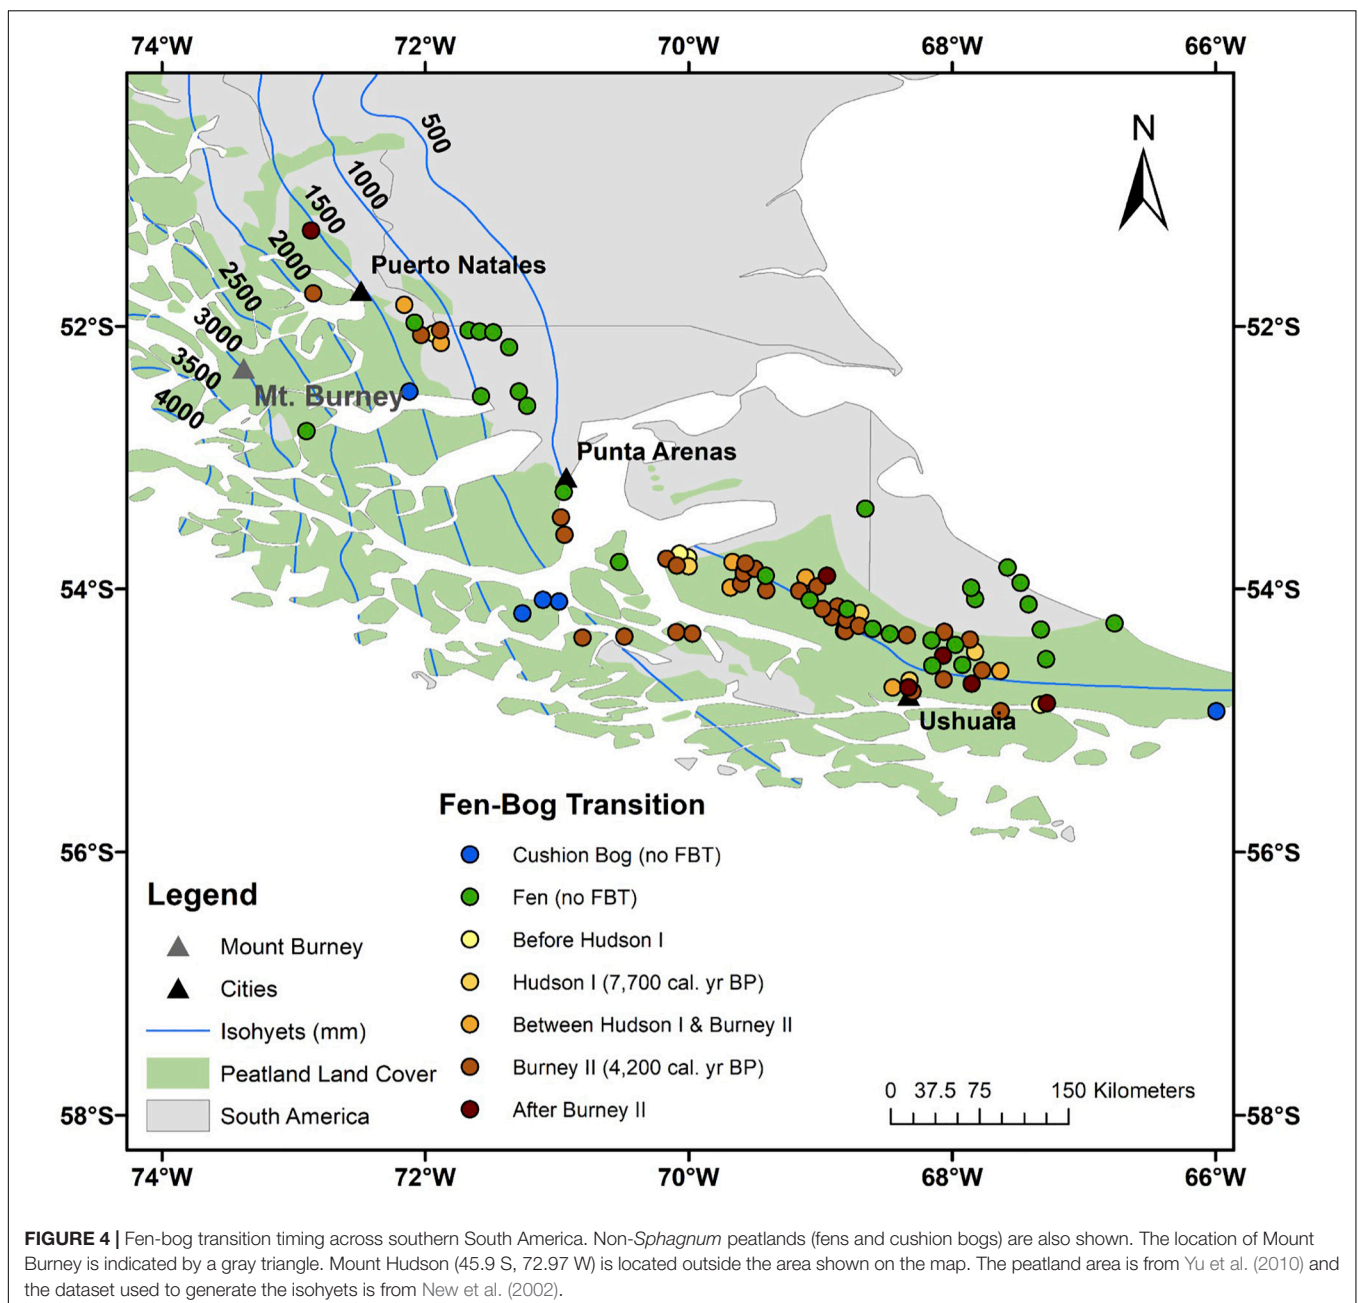 74°W 72°W 70°W 68°W 66°W
N
500
1000
1500
2000
Puerto Natales
2500
52°S 52°S
3000
3500
Mt. Burney
4000
Punta Arenas
54°S 54°S
Ushuaia
Fen-Bog Transition
56°S Cushion Bog (no FBT) 56°S
Legend
Fen (no FBT)
Mount Burney
Before Hudson I
Cities
Hudson I (7,700 cal. yr BP)
Isohyets (mm)
Between Hudson I & Burney II
Peatland Land Cover
Burney II (4,200 cal. yr BP)
0 37.5 75 150 Kilometers
58°S South America 58°S
After Burney II
74°W 72°W 70°W 68°W 66°W
FIGURE 4 | Fen-bog transition timing across southern South America. Non-Sphagnum peatlands (fens and cushion bogs) are also shown. The location of Mount
Burney is indicated by a gray triangle. Mount Hudson (45.9 S, 72.97 W) is located outside the area shown on the map. The peatland area is from Yu et al. (2010) and
the dataset used to generate the isohyets is from New et al. (2002).